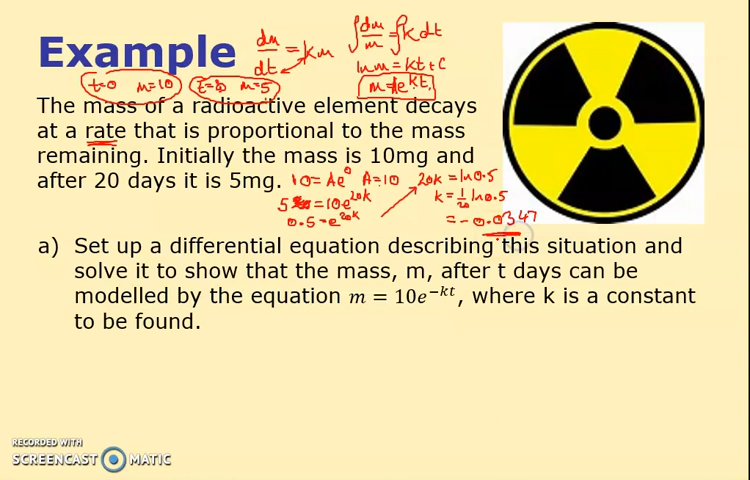 Example
dm/dt = km
∫dm/m = ∫k dt
ln m = kt + c
m = Ae^kt
t=0 m=10
t=20 m=5
The mass of a radioactive element decays
at a rate that is proportional to the mass
remaining. Initially the mass is 10mg and
after 20 days it is 5mg.
10 = Ae^0 A = 10
5 = 10e^20k
0.5 = e^20k
20k = ln 0.5
k = 1/20 ln 0.5
= -0.0347
a) Set up a differential equation describing this situation and
solve it to show that the mass, m, after t days can be
modelled by the equation m = 10e^−kt, where k is a constant
to be found.
RECORDED WITH
SCREENCAST MATIC